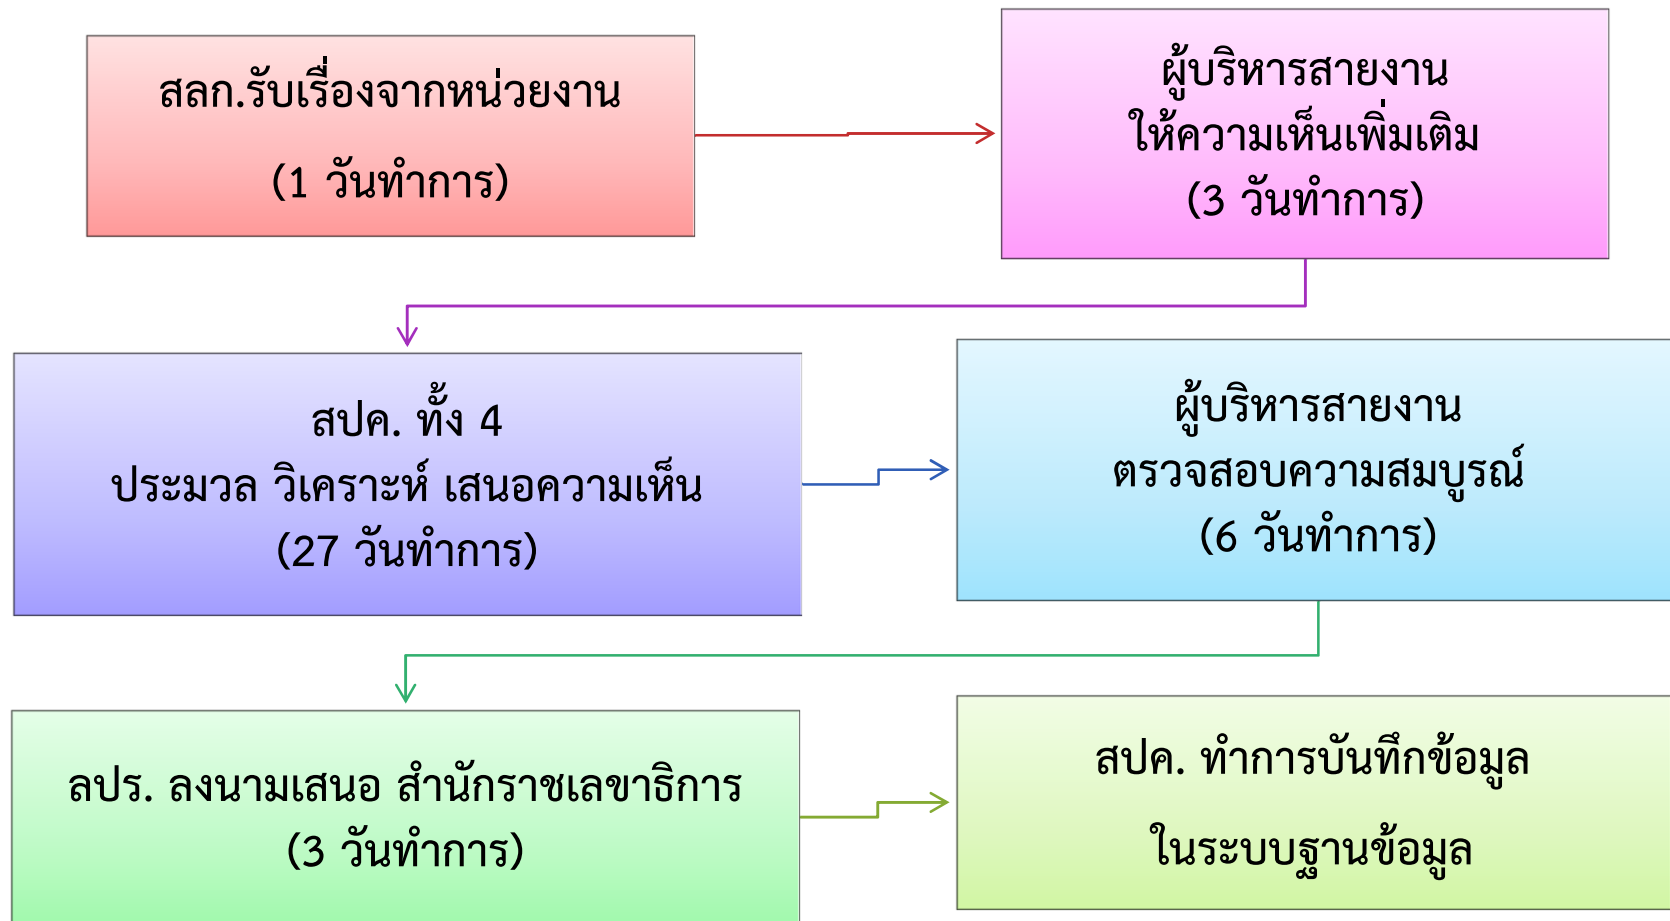 สลก.รับเรื่องจากหน่วยงาน
(1 วันทำการ)
ผู้บริหารสายงาน
ให้ความเห็นเพิ่มเติม
(3 วันทำการ)
สปค. ทั้ง 4
ประมวล วิเคราะห์ เสนอความเห็น
(27 วันทำการ)
ผู้บริหารสายงาน
ตรวจสอบความสมบูรณ์
(6 วันทำการ)
ลปร. ลงนามเสนอ สำนักราชเลขาธิการ
(3 วันทำการ)
สปค. ทำการบันทึกข้อมูล
ในระบบฐานข้อมูล